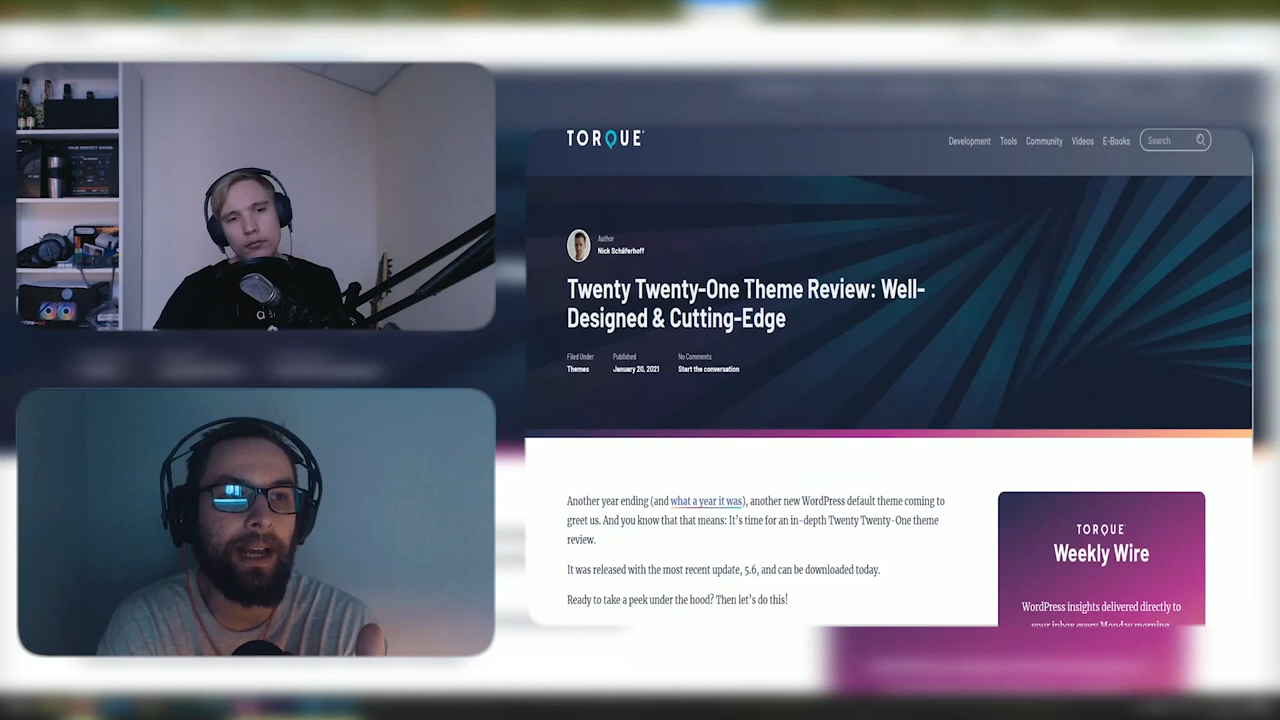 TORQUE
Development Tools Community Videos E-Books Search
Author
Nick Schäferhoff
Twenty Twenty-One Theme Review: Well-
Designed & Cutting-Edge
Filed Under Published No Comments
Themes January 20, 2021 Start the conversation
Another year ending (and what a year it was), another new WordPress default theme coming to
greet us. And you know that that means: It's time for an in-depth Twenty Twenty-One theme
review.
It was released with the most recent update, 5.6, and can be downloaded today.
Ready to take a peek under the hood? Then let's do this!
TORQUE
Weekly Wire
WordPress insights delivered directly to
your inbox every Monday morning